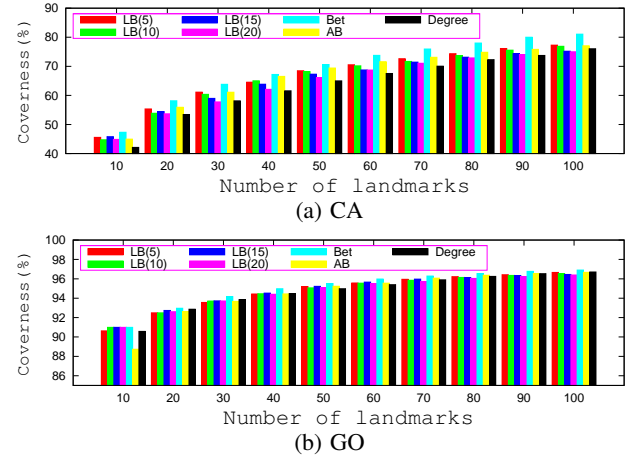 90
80
70
60
50
40
Coverness(%)
LB(5) LB(15) Bet Degree
LB(10) LB(20) AB
10 20 30 40 50 60 70 80 90 100
Number of landmarks
(a) CA
100
98
96
94
92
90
88
86
Coverness(%)
LB(5) LB(15) Bet Degree
LB(10) LB(20) AB
10 20 30 40 50 60 70 80 90 100
Number of landmarks
(b) GO